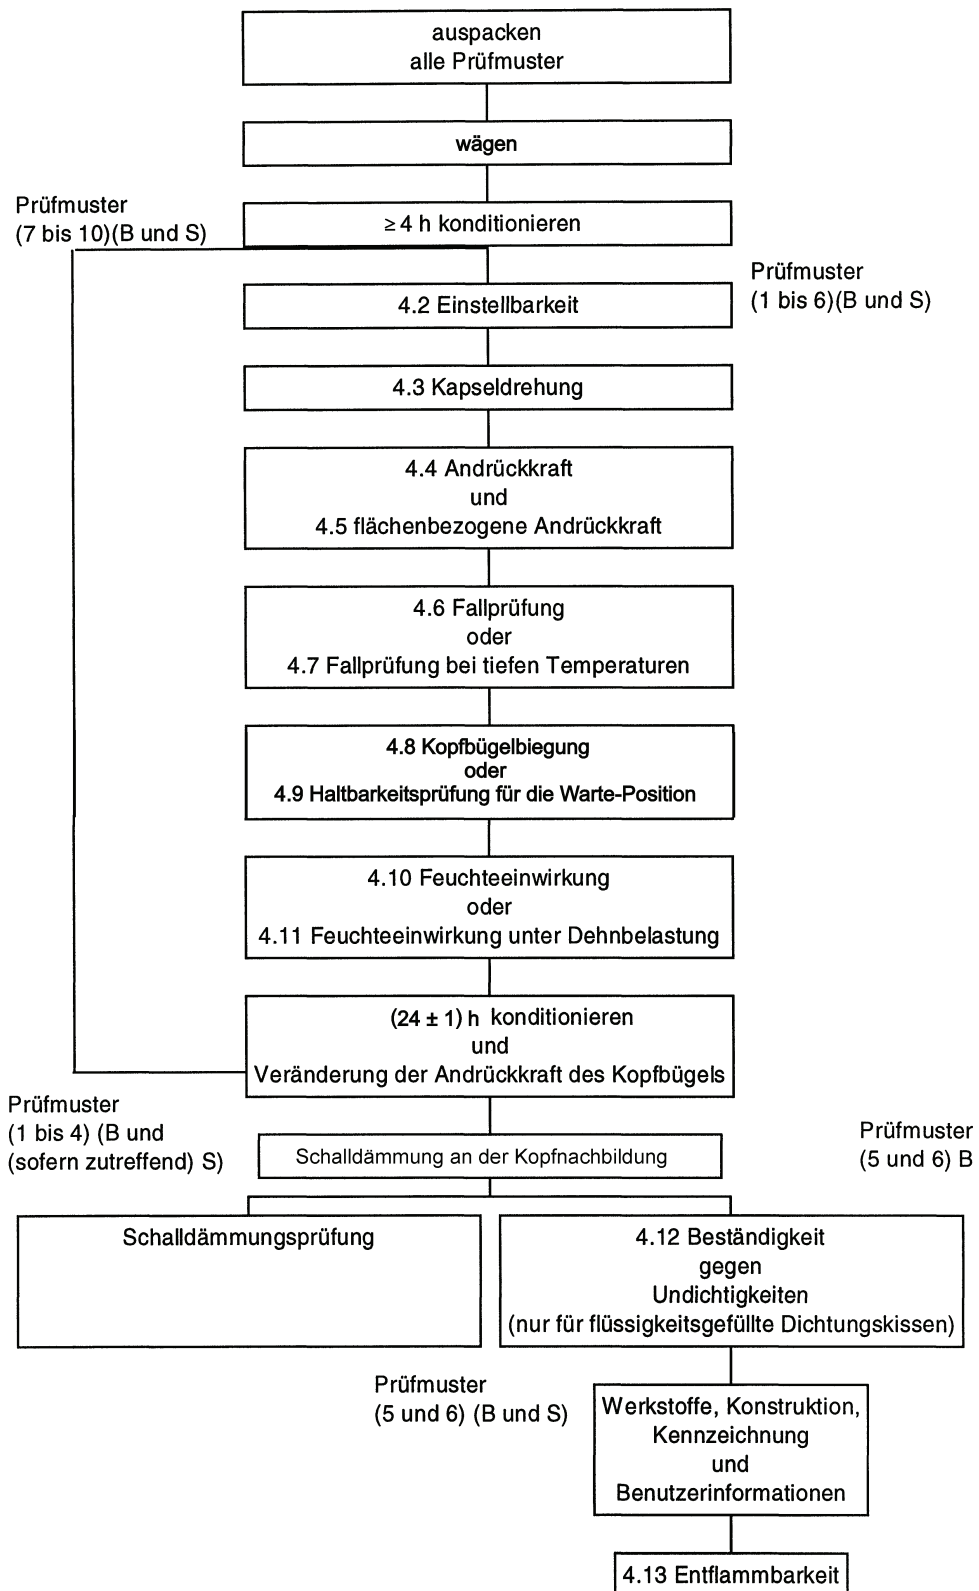 auspacken
alle Prüfmuster
wägen
Prüfmuster
(7 bis 10)(B und S)
≥ 4 h konditionieren
Prüfmuster
(1 bis 6)(B und S)
4.2 Einstellbarkeit
4.3 Kapseldrehung
4.4 Andrückkraft
und
4.5 flächenbezogene Andrückkraft
4.6 Fallprüfung
oder
4.7 Fallprüfung bei tiefen Temperaturen
4.8 Kopfbügelbiegung
oder
4.9 Haltbarkeitsprüfung für die Warte-Position
4.10 Feuchteeinwirkung
oder
4.11 Feuchteeinwirkung unter Dehnbelastung
(24 ± 1) h konditionieren
und
Veränderung der Andrückkraft des Kopfbügels
Prüfmuster
(1 bis 4) (B und
(sofern zutreffend) S)
Prüfmuster
(5 und 6) B
Schalldämmung an der Kopfnachbildung
Schalldämmungsprüfung
4.12 Beständigkeit
gegen
Undichtigkeiten
(nur für flüssigkeitsgefüllte Dichtungskissen)
Prüfmuster
(5 und 6) (B und S)
Werkstoffe, Konstruktion,
Kennzeichnung
und
Benutzerinformationen
4.13 Entflammbarkeit